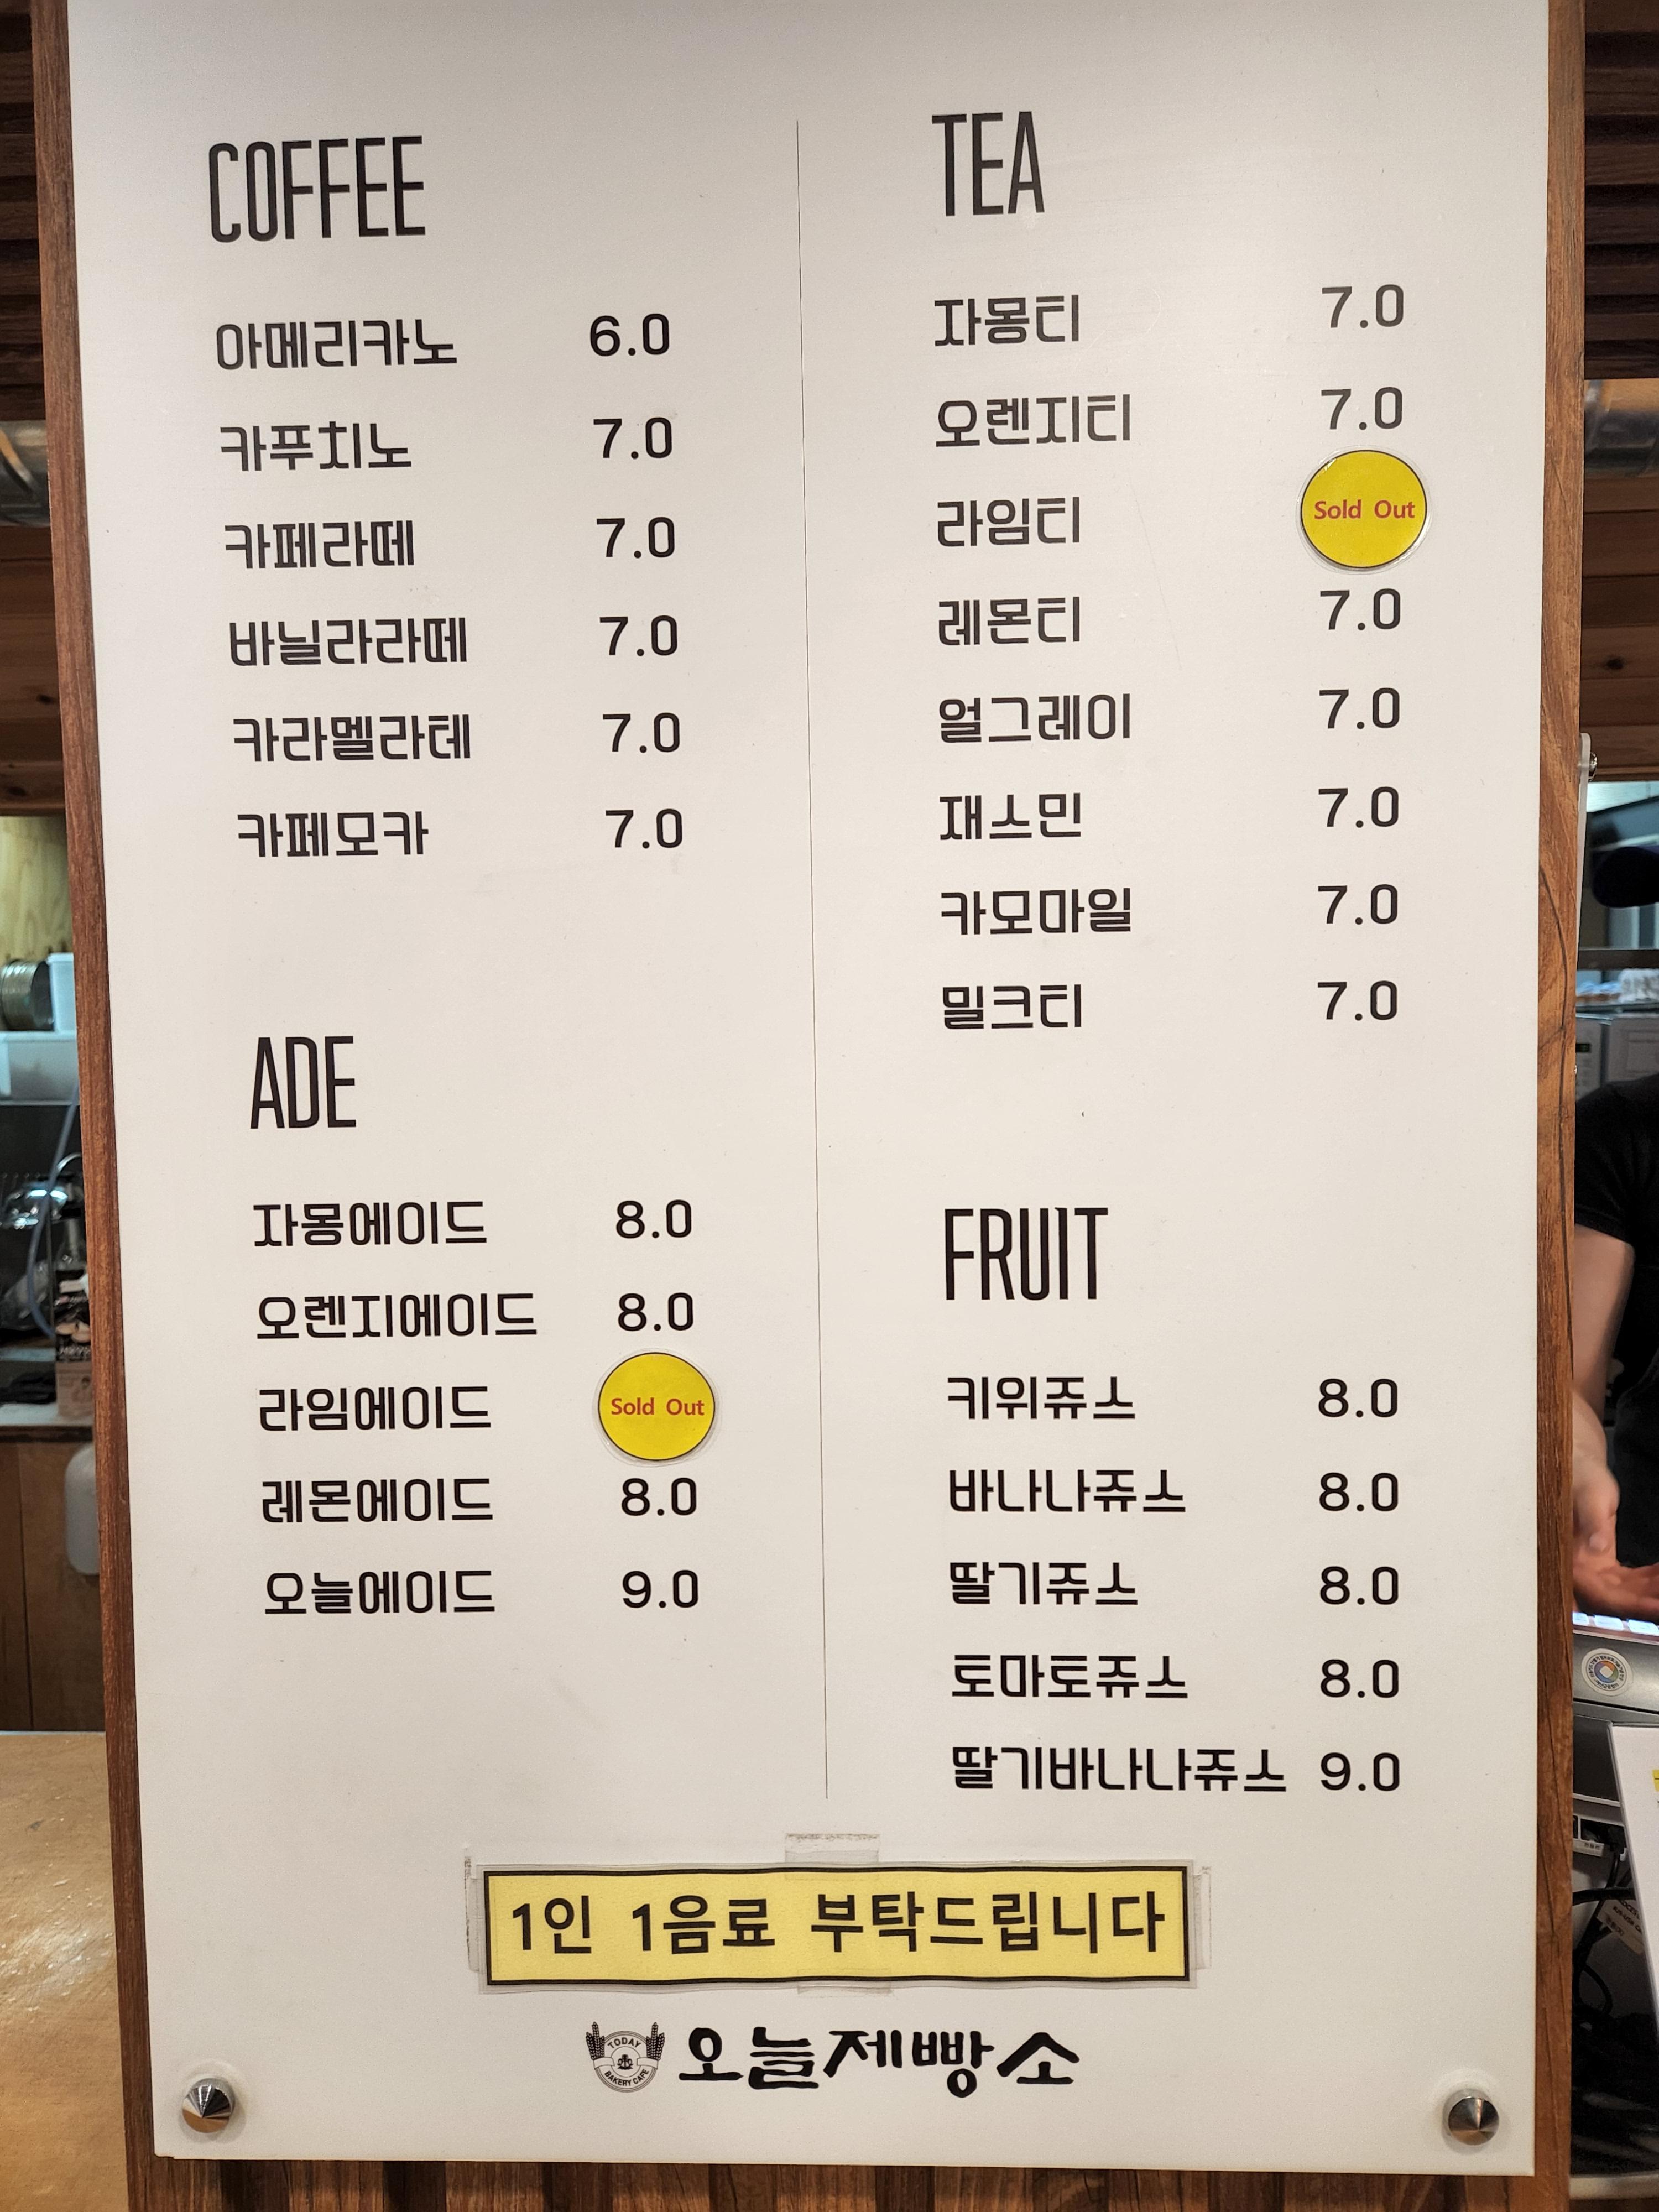 COFFEE
아메리카노 6.0
카푸치노 7.0
카페라떼 7.0
바닐라라떼 7.0
카라멜라테 7.0
카페모카 7.0
ADE
자몽에이드 8.0
오렌지에이드 8.0
라임에이드 Sold Out
레몬에이드 8.0
오늘에이드 9.0
TEA
자몽티 7.0
오렌지티 7.0
라임티 Sold Out
레몬티 7.0
얼그레이 7.0
재스민 7.0
카모마일 7.0
밀크티 7.0
FRUIT
키위쥬스 8.0
바나나쥬스 8.0
딸기쥬스 8.0
토마토쥬스 8.0
딸기바나나쥬스 9.0
1인 1음료 부탁드립니다
TODAY
BAKERY CAFE
오늘제빵소